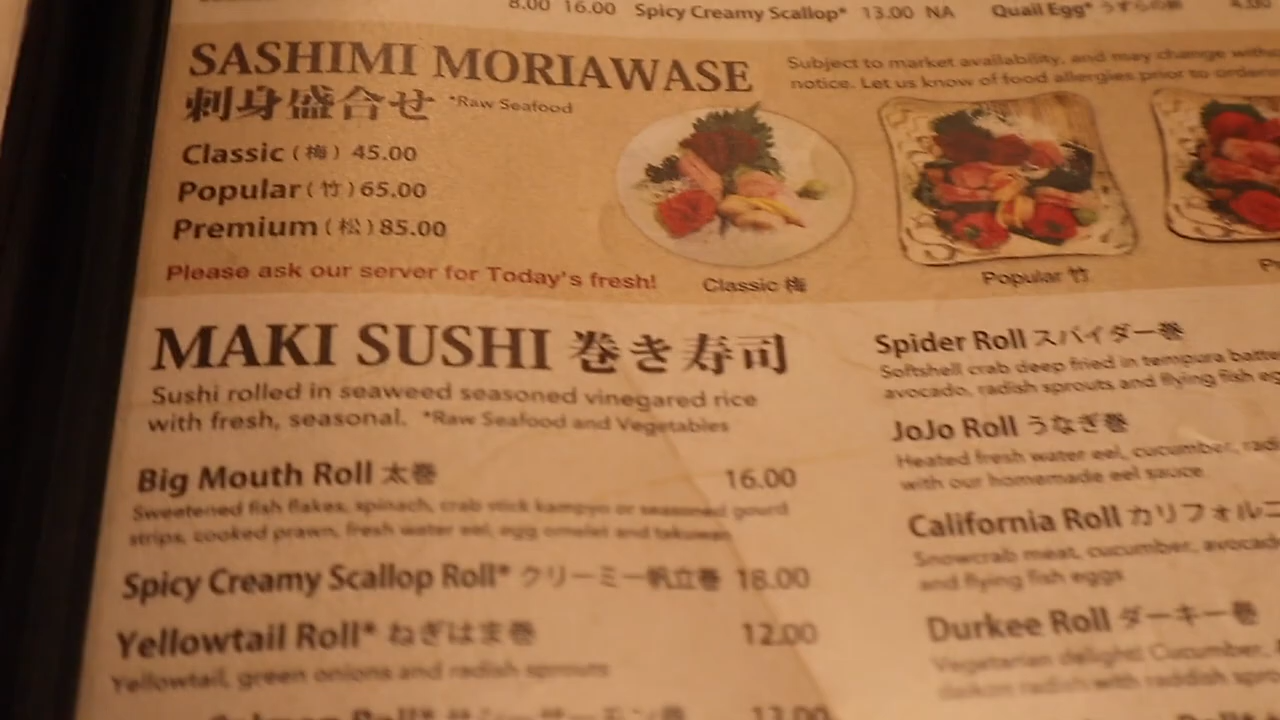 8.00 16.00 Spicy Creamy Scallop* 13.00 NA Quail Egg*
SASHIMI MORIAWASE
刺身盛合せ *Raw Seafood
Subject to market availability, and may change
notice. Let us know of food allergies prior to
Classic (梅) 45.00
Popular (竹) 65.00
Premium (松) 85.00
Please ask our server for Today's fresh!
Classic 梅
Popular 竹
MAKI SUSHI 巻き寿司
Sushi rolled in seaweed seasoned vinegared rice
with fresh, seasonal. *Raw Seafood and Vegetables
Big Mouth Roll 太巻 16.00
Sweetened fish flakes, spinach, crab stick kampyo or seasoned gourd
strips, cooked prawn, fresh water eel, egg omelet and takuwan
Spicy Creamy Scallop Roll* クリーミー帆立巻 18.00
Yellowtail Roll* ねぎはま巻 12.00
Yellowtail, green onions and radish sprouts
Spider Roll スパイダー巻
Softshell crab deep fried in tempura
avocado, radish sprouts and flying fish
JoJo Roll うなぎ巻
Heated fresh water eel, cucumber,
with our homemade eel sauce
California Roll カリフォル
Snowcrab meat, cucumber,
and flying fish eggs
Durkee Roll ダーキー巻
Vegetarian delight! Cucumber,
daikon radish with raddish